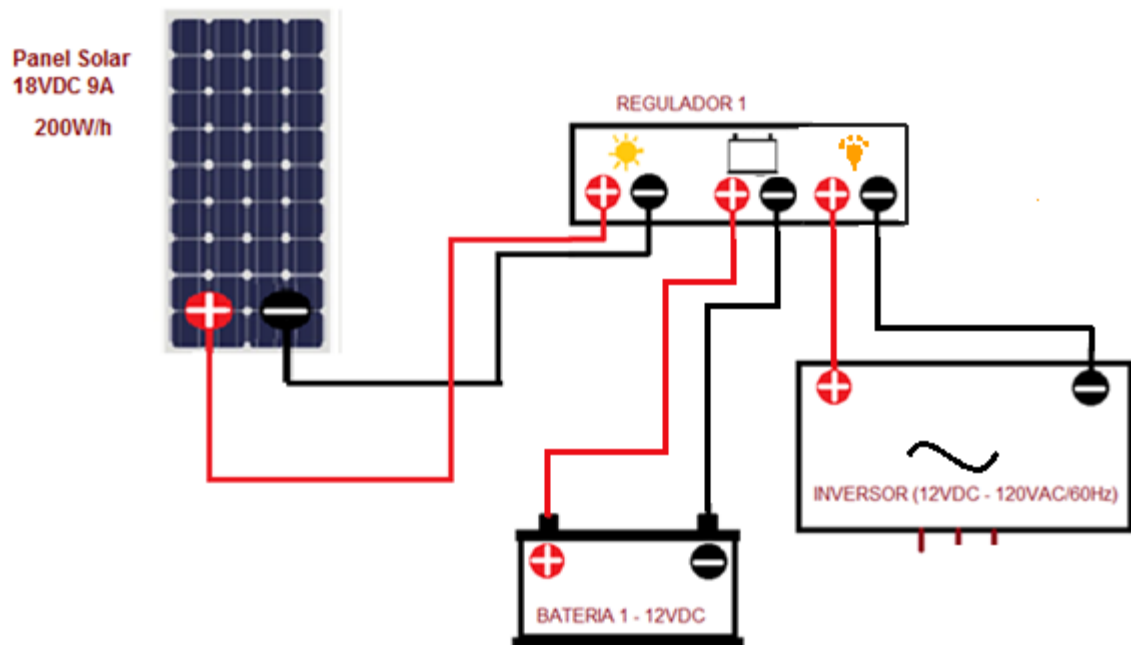 Panel Solar
18VDC 9A
200W/h
REGULADOR 1
INVERSOR (12VDC - 120VAC/60Hz)
BATERIA 1 - 12VDC